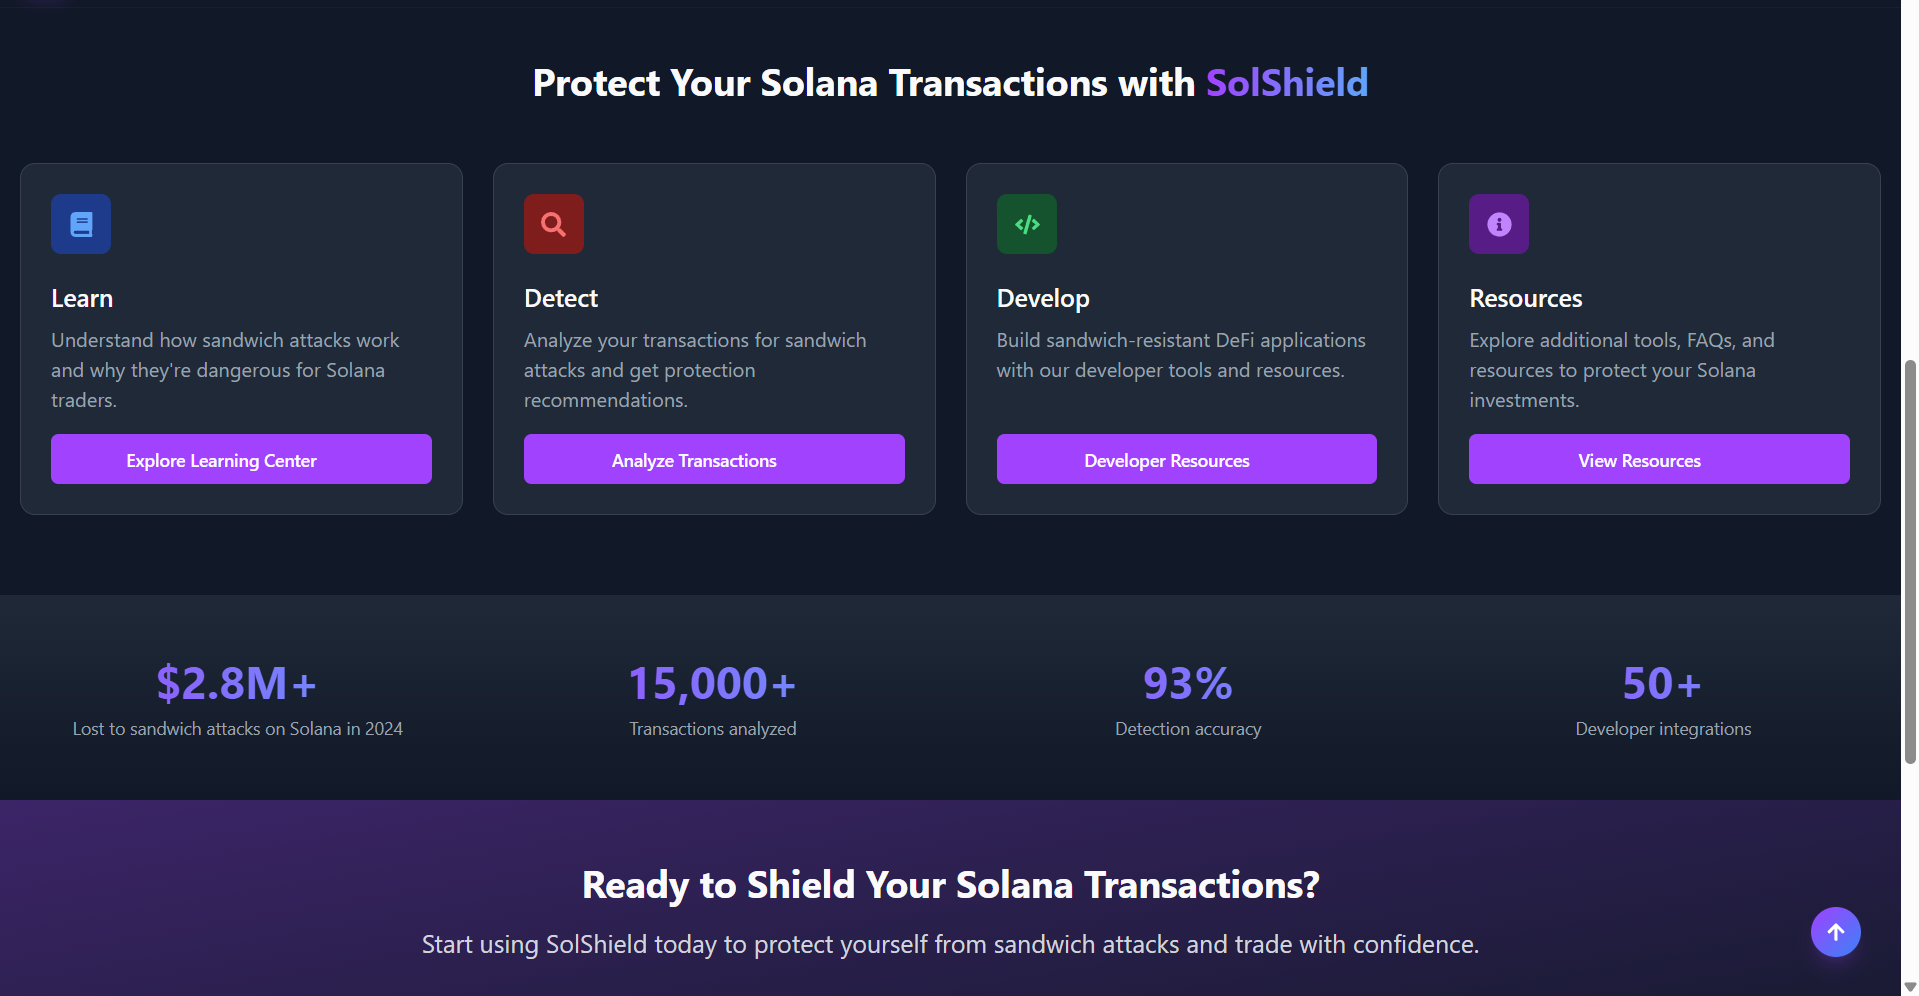 Protect Your Solana Transactions with SolShield
Learn
Understand how sandwich attacks work
and why they're dangerous for Solana
traders.
Explore Learning Center
Detect
Analyze your transactions for sandwich
attacks and get protection
recommendations.
Analyze Transactions
Develop
Build sandwich-resistant DeFi applications
with our developer tools and resources.
Developer Resources
Resources
Explore additional tools, FAQs, and
resources to protect your Solana
investments.
View Resources
$2.8M+
Lost to sandwich attacks on Solana in 2024
15,000+
Transactions analyzed
93%
Detection accuracy
50+
Developer integrations
Ready to Shield Your Solana Transactions?
Start using SolShield today to protect yourself from sandwich attacks and trade with confidence.